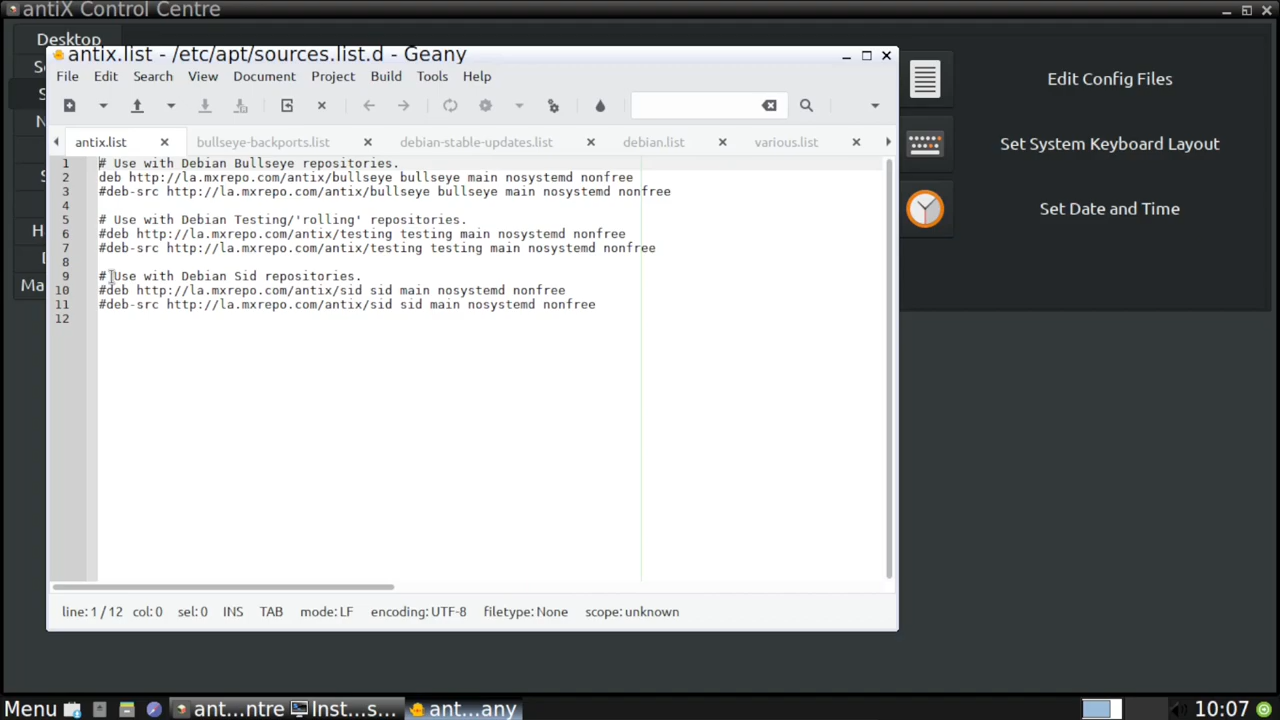 antiX Control Centre
Desktop
antix.list - /etc/apt/sources.list.d - Geany
File Edit Search View Document Project Build Tools Help
antix.list bullseye-backports.list debian-stable-updates.list debian.list various.list
1 # Use with Debian Bullseye repositories.
2 deb http://la.mxrepo.com/antix/bullseye bullseye main nosystemd nonfree
3 #deb-src http://la.mxrepo.com/antix/bullseye bullseye main nosystemd nonfree
4
5 # Use with Debian Testing/'rolling' repositories.
6 #deb http://la.mxrepo.com/antix/testing testing main nosystemd nonfree
7 #deb-src http://la.mxrepo.com/antix/testing testing main nosystemd nonfree
8
9 # Use with Debian Sid repositories.
10 #deb http://la.mxrepo.com/antix/sid sid main nosystemd nonfree
11 #deb-src http://la.mxrepo.com/antix/sid sid main nosystemd nonfree
12
line: 1 / 12 col: 0 sel: 0 INS TAB mode: LF encoding: UTF-8 filetype: None scope: unknown
Ma
Edit Config Files
Set System Keyboard Layout
Set Date and Time
Menu ant...ntre Inst...s... ant...any 10:07